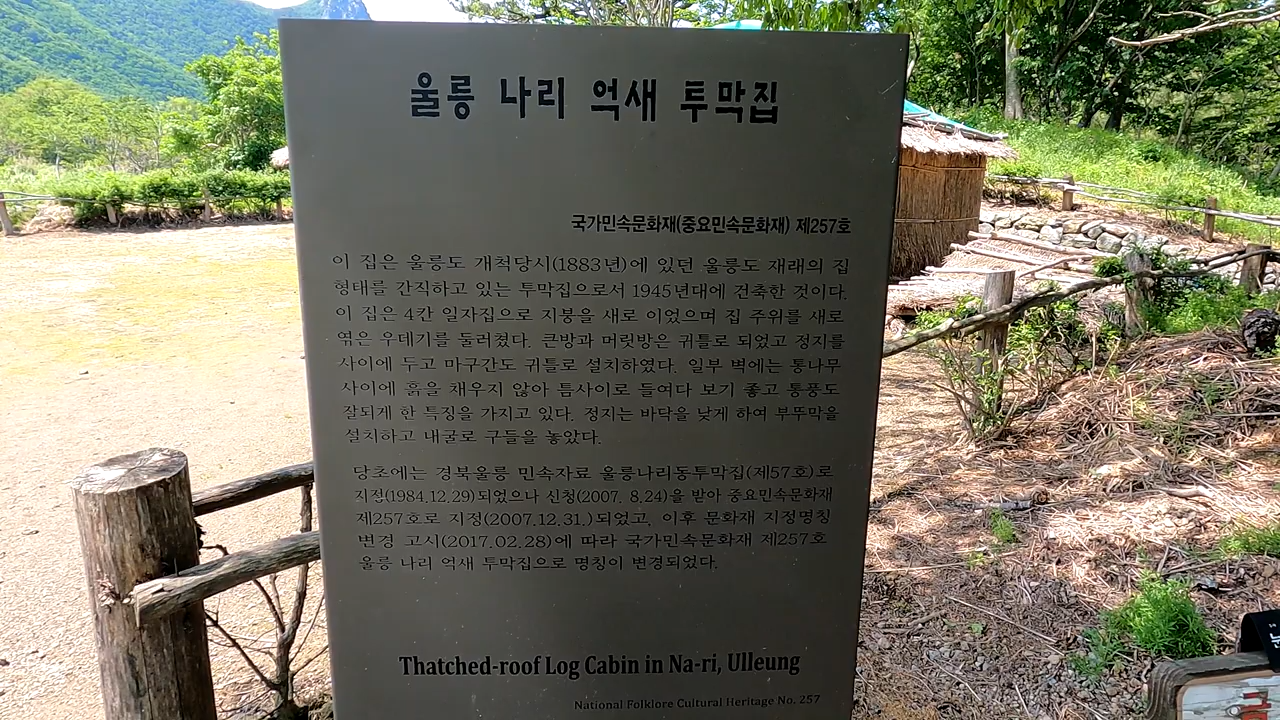 울릉 나리 억새 투막집
국가민속문화재(중요민속문화재) 제257호
이 집은 울릉도 개척당시(1883년)에 있던 울릉도 재래의 집
형태를 간직하고 있는 투막집으로서 1945년대에 건축한 것이다.
이 집은 4칸 일자집으로 지붕을 새로 이었으며 집 주위를 새로
엮은 우데기를 둘러쳤다. 큰방과 머릿방은 귀틀로 되었고 정지를
사이에 두고 마구간도 귀틀로 설치하였다. 일부 벽에는 통나무
사이에 흙을 채우지 않아 틈사이로 들여다 보기 좋고 통풍도
잘되게 한 특징을 가지고 있다. 정지는 바닥을 낮게 하여 부뚜막을
설치하고 내굴로 구들을 놓았다.
당초에는 경북울릉 민속자료 울릉나리동투막집(제57호)로
지정(1984.12.29)되었으나 신청(2007. 8.24)을 받아 중요민속문화재
제257호로 지정(2007.12.31.)되었고, 이후 문화재 지정명칭
변경 고시(2017.02.28)에 따라 국가민속문화재 제257호
울릉 나리 억새 투막집으로 명칭이 변경되었다.
Thatched-roof Log Cabin in Na-ri, Ulleung
National Folklore Cultural Heritage No. 257